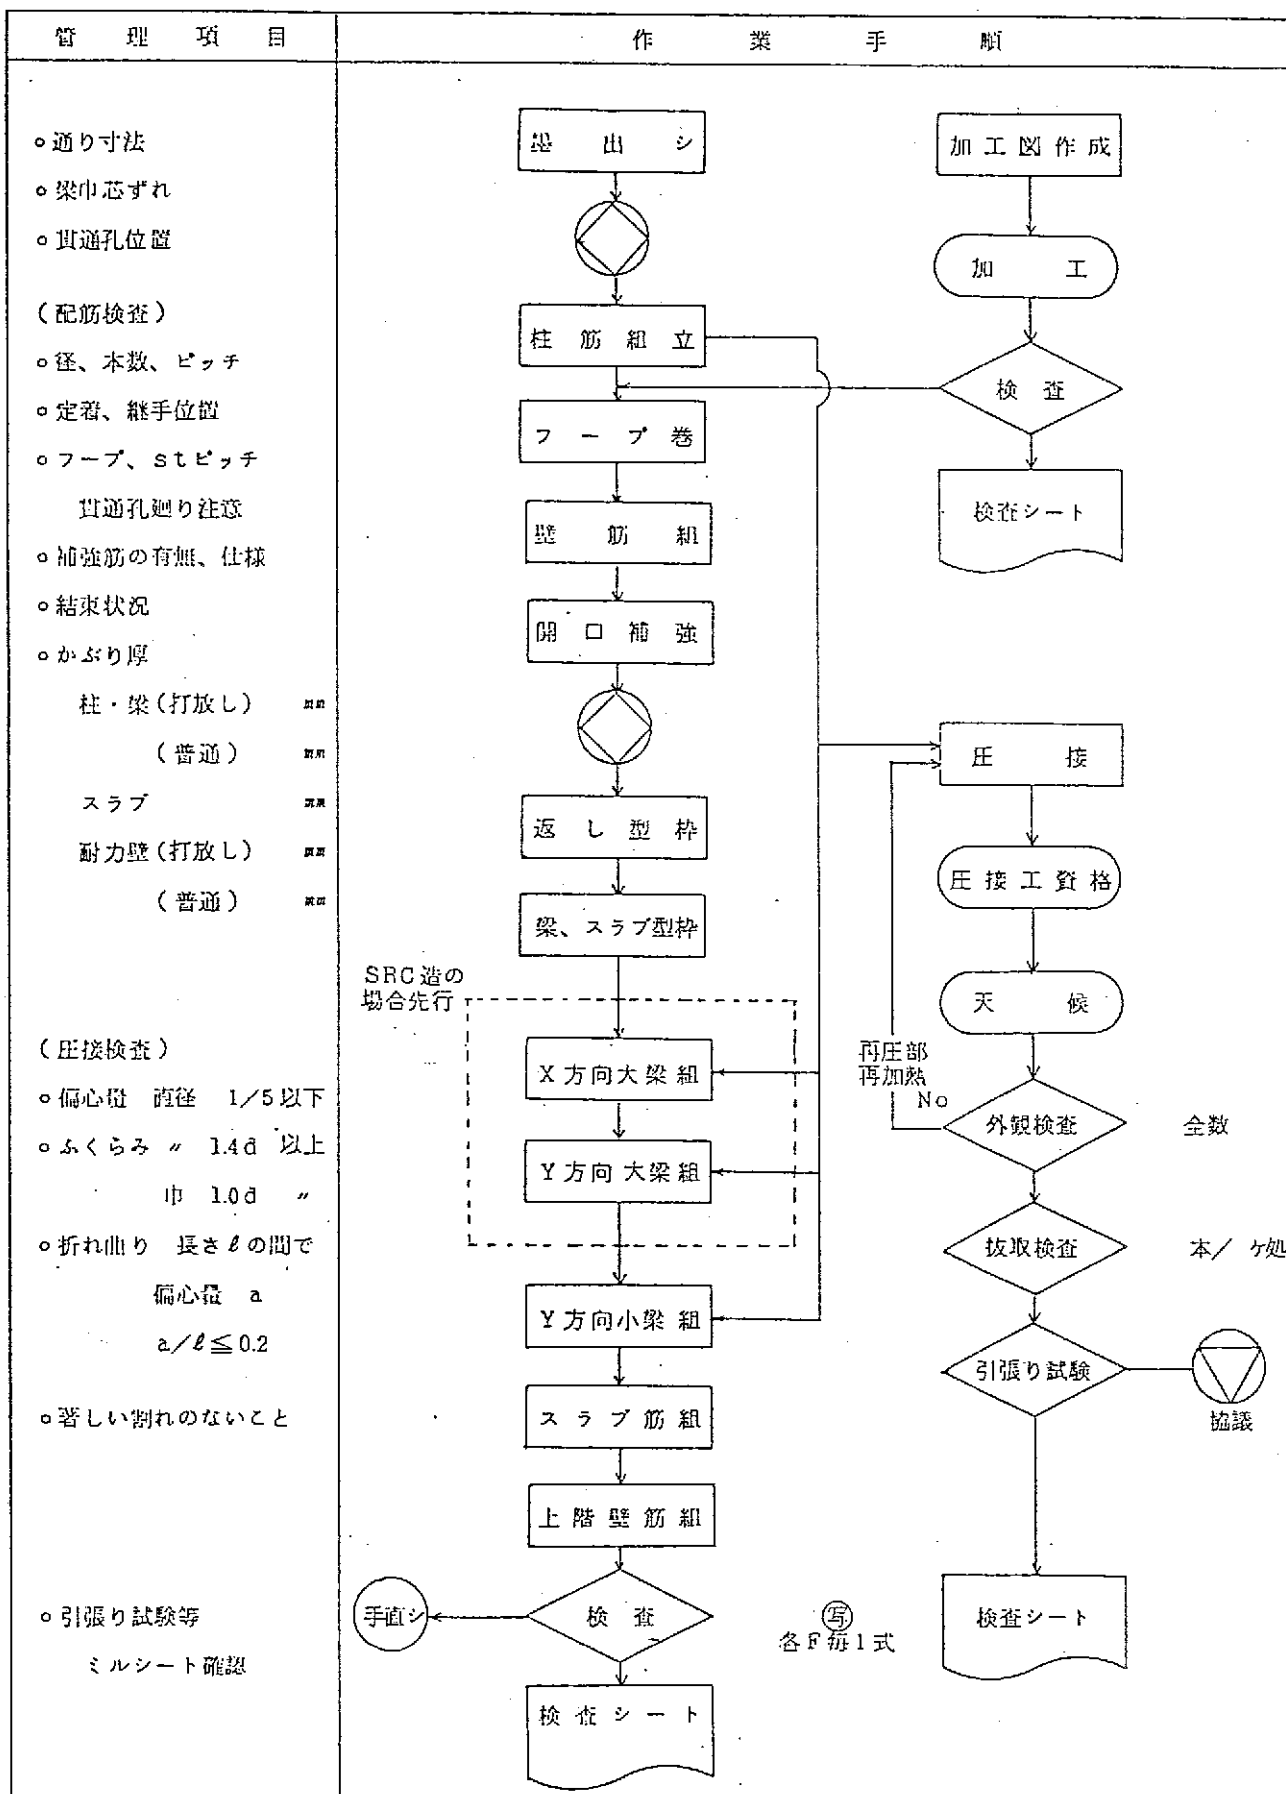 管理項目
作業手順
○通り寸法
○梁巾芯ずれ
○貫通孔位置
(配筋検査)
○径、本数、ピッチ
○定着、継手位置
○フープ、stピッチ
貫通孔廻り注意
○補強筋の有無、仕様
○結束状況
○かぶり厚
柱・梁(打放し)
(普通)
スラブ
耐力壁(打放し)
(普通)
(圧接検査)
○偏心量 直径 1/5以下
○ふくらみ 〃 1.4d 以上
巾 1.0d 〃
○折れ曲り 長さℓの間で
偏心量 a
a/ℓ≦0.2
○著しい割れのないこと
○引張り試験等
ミルシート確認
墨出シ
柱筋組立
フープ巻
壁筋組
開口補強
返し型枠
梁、スラブ型枠
SRC造の
場合先行
X方向大梁組
Y方向大梁組
Y方向小梁組
スラブ筋組
上階壁筋組
検査
手直シ
検査シート
写
各F毎1式
加工図作成
加工
検査
検査シート
圧接
圧接工資格
天候
再圧部
再加熱
No
外観検査
全数
抜取検査
本/ ケ処
引張り試験
協議
検査シート